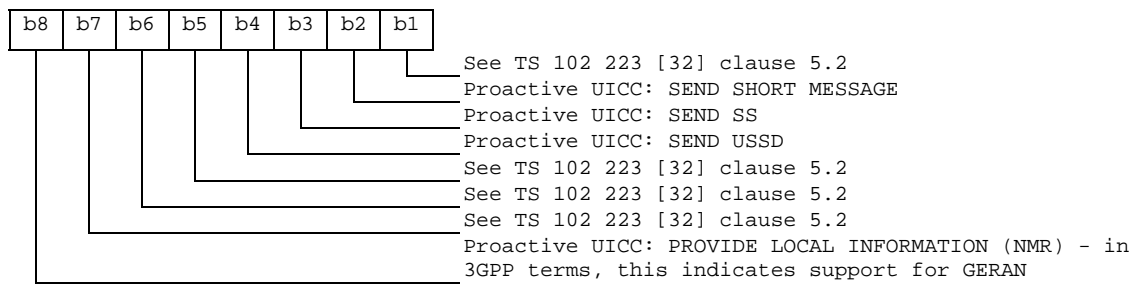 b8 b7 b6 b5 b4 b3 b2 b1
See TS 102 223 [32] clause 5.2
Proactive UICC: SEND SHORT MESSAGE
Proactive UICC: SEND SS
Proactive UICC: SEND USSD
See TS 102 223 [32] clause 5.2
See TS 102 223 [32] clause 5.2
See TS 102 223 [32] clause 5.2
Proactive UICC: PROVIDE LOCAL INFORMATION (NMR) - in
3GPP terms, this indicates support for GERAN